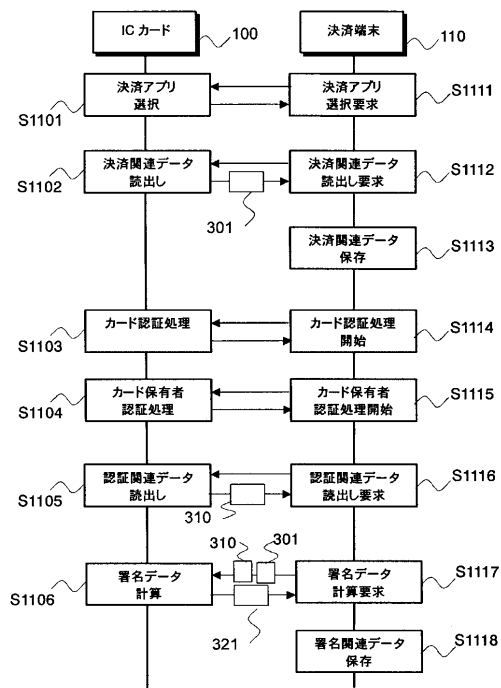 ICカード
100
決済端末
110
決済アプリ
選択
S1101
決済アプリ
選択要求
S1111
決済関連データ
読出し
S1102
決済関連データ
読出し要求
S1112
301
決済関連データ
保存
S1113
カード認証処理
S1103
カード認証処理
開始
S1114
カード保有者
認証処理
S1104
カード保有者
認証処理開始
S1115
認証関連データ
読出し
S1105
認証関連データ
読出し要求
S1116
310
310
301
署名データ
計算
S1106
署名データ
計算要求
S1117
321
署名関連データ
保存
S1118